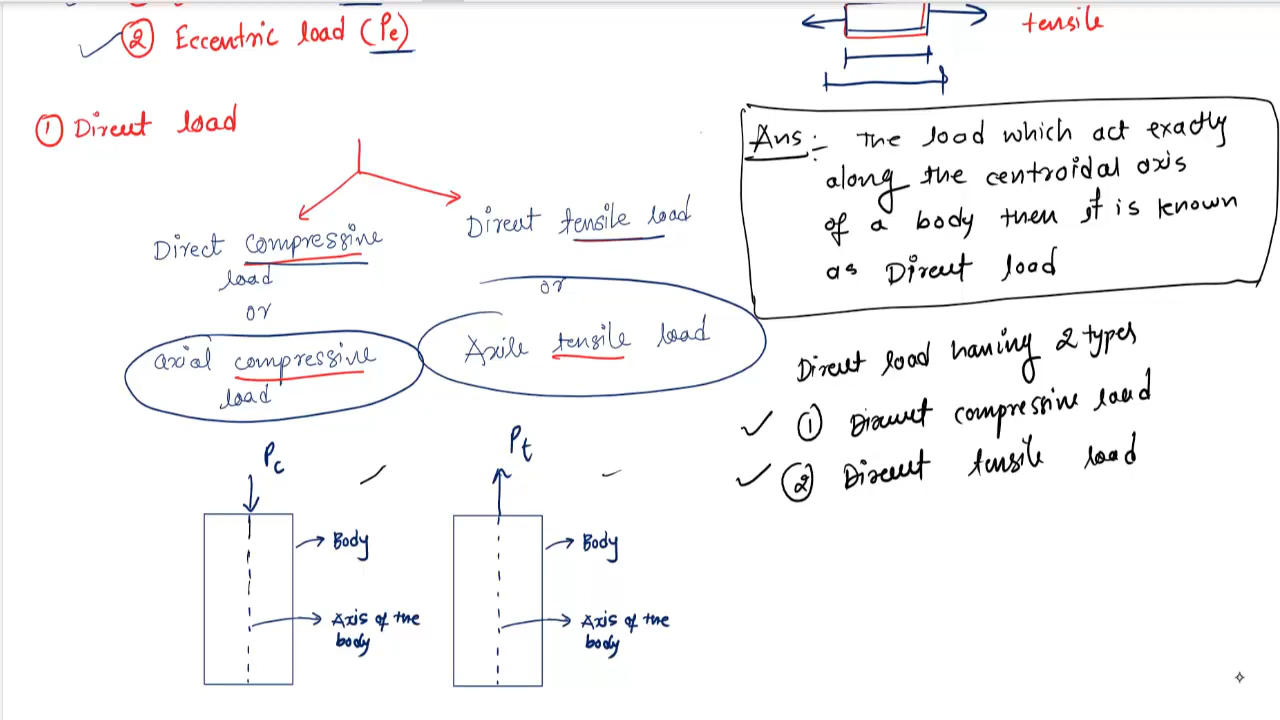 ② Eccentric load (Pe)
tensile
① Direct load
Direct compressive
load
or
axial compressive
load
Direct tensile load
or
Axile tensile load
Ans:- The load which act exactly
along the centroidal axis
of a body then it is known
as Direct load
Direct load having 2 types
① Direct compressive load
② Direct tensile load
Pc
Body
Axis of the
body
Pt
Body
Axis of the
body